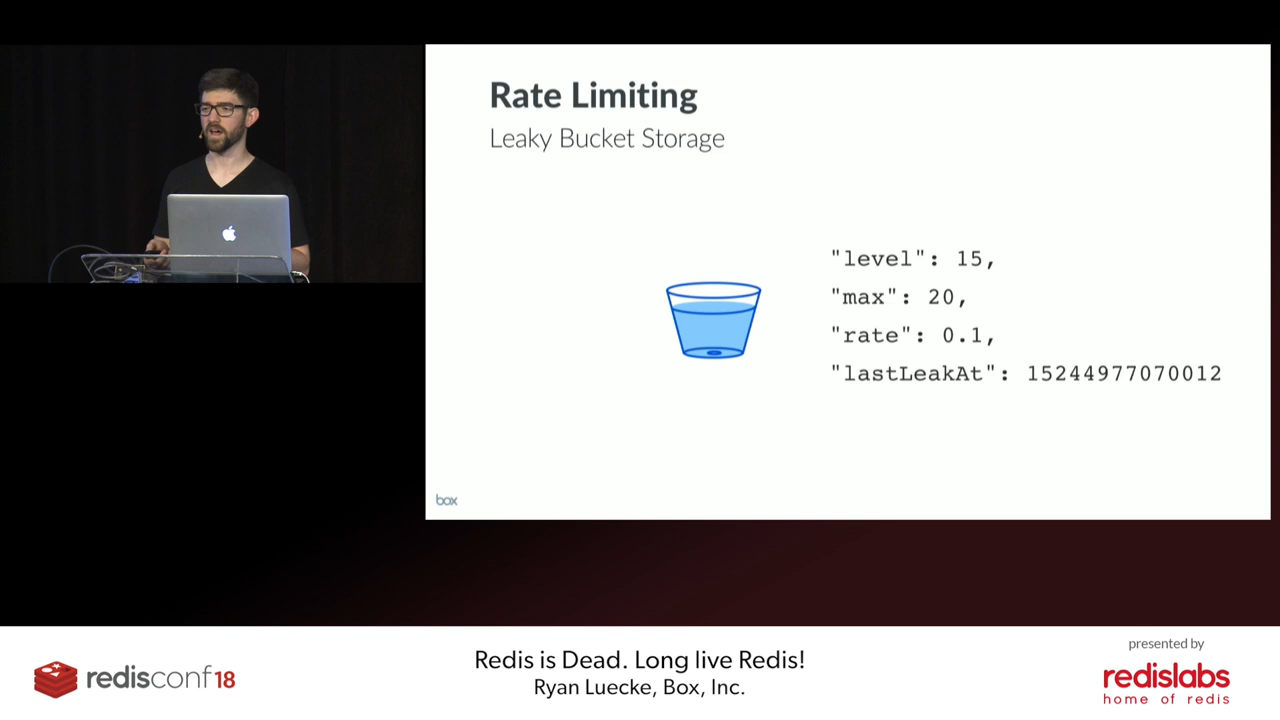 Rate Limiting
Leaky Bucket Storage
"level": 15,
"max": 20,
"rate": 0.1,
"lastLeakAt": 15244977070012
box
redisconf18
Redis is Dead. Long live Redis!
Ryan Luecke, Box, Inc.
presented by
redislabs
home of redis